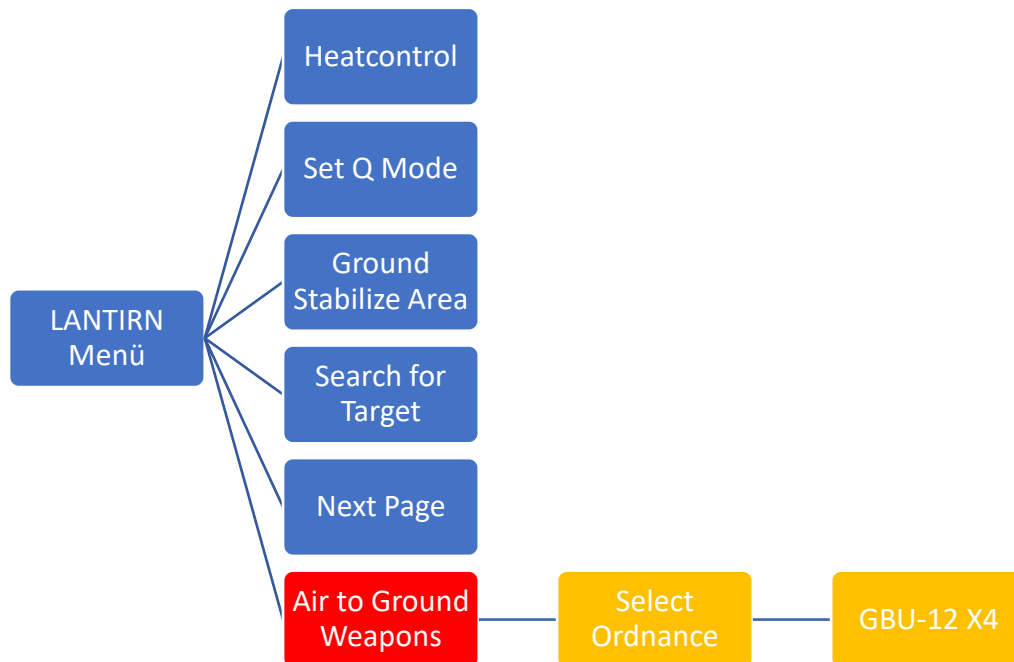 Heatcontrol
Set Q Mode
Ground
Stabilize Area
LANTIRN
Menü
Search for
Target
Next Page
Air to Ground
Weapons
Select
Ordnance
GBU-12 X4